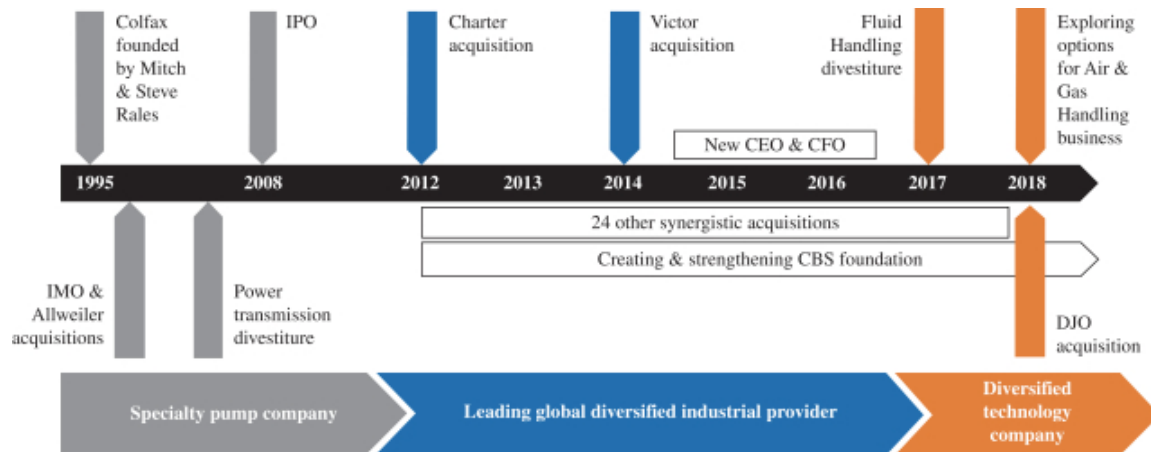 Colfax
founded
by Mitch
& Steve
Rales
IPO
Charter
acquisition
Victor
acquisition
Fluid
Handling
divestiture
Exploring
options
for Air &
Gas
Handling
business
New CEO & CFO
1995
2008
2012
2013
2014
2015
2016
2017
2018
24 other synergistic acquisitions
Creating & strengthening CBS foundation
IMO &
Allweiler
acquisitions
Power
transmission
divestiture
DJO
acquisition
Specialty pump company
Leading global diversified industrial provider
Diversified
technology
company